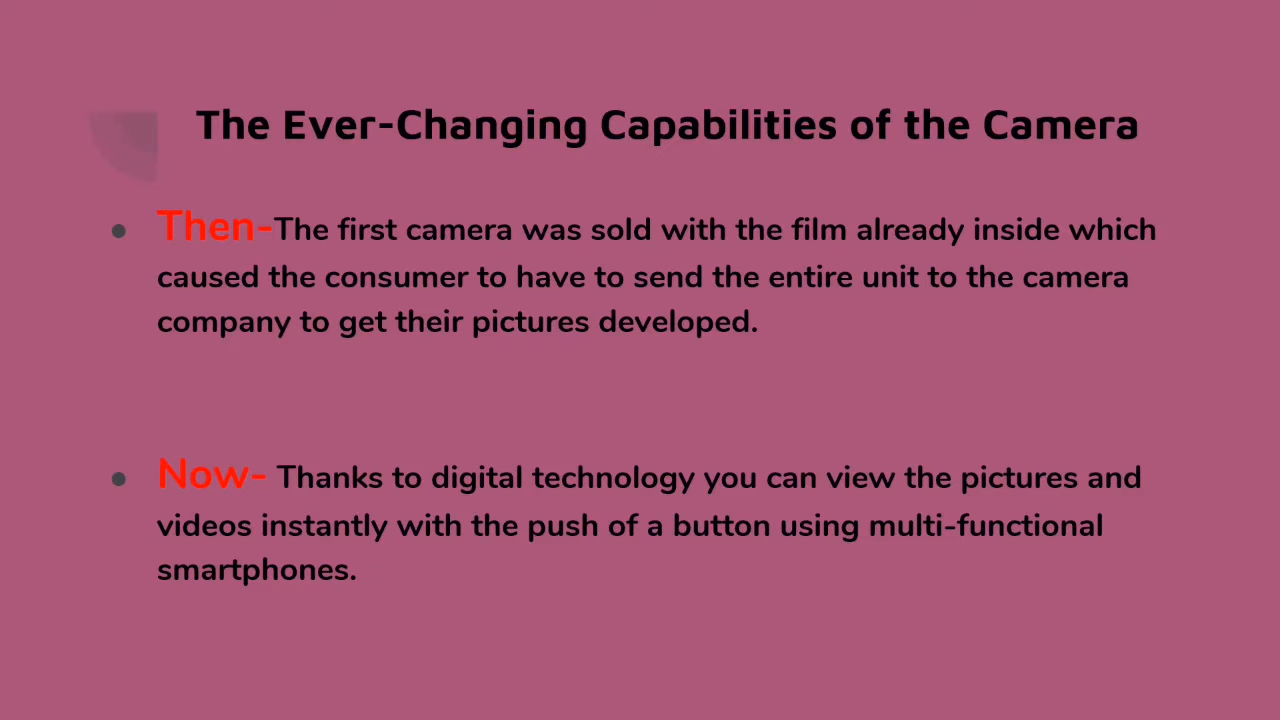 The Ever-Changing Capabilities of the Camera
Then-The first camera was sold with the film already inside which
caused the consumer to have to send the entire unit to the camera
company to get their pictures developed.
Now- Thanks to digital technology you can view the pictures and
videos instantly with the push of a button using multi-functional
smartphones.